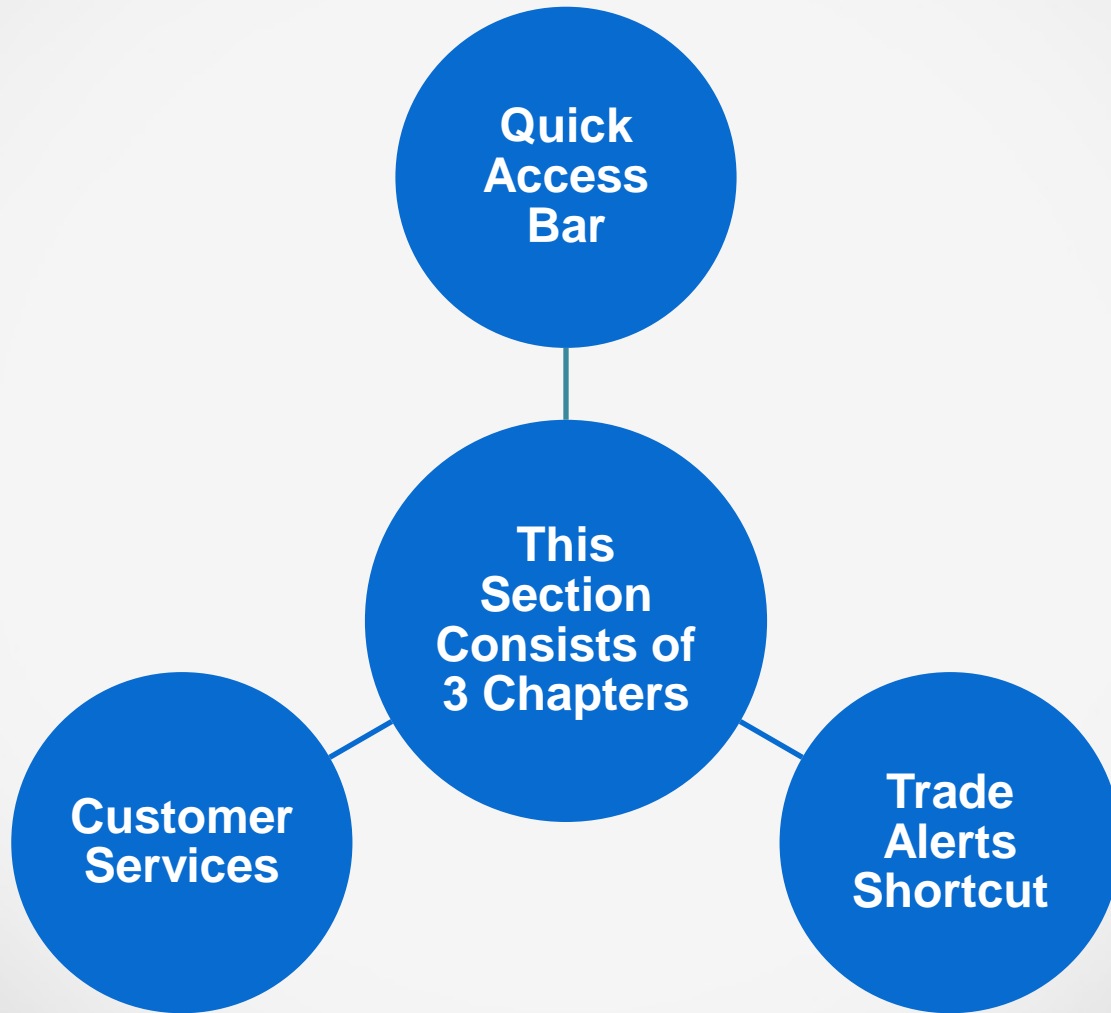 Quick
Access
Bar
This
Section
Consists of
3 Chapters
Customer
Services
Trade
Alerts
Shortcut